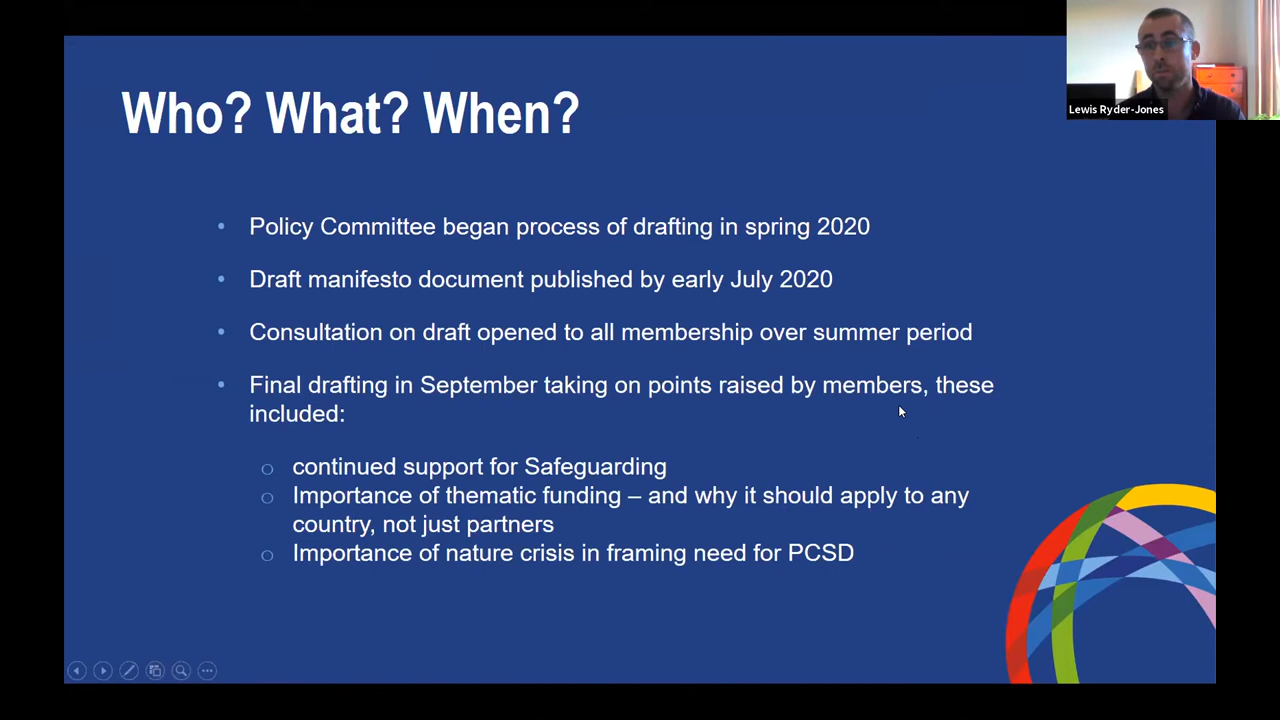 Who? What? When?
Lewis Ryder-Jones
• Policy Committee began process of drafting in spring 2020
• Draft manifesto document published by early July 2020
• Consultation on draft opened to all membership over summer period
• Final drafting in September taking on points raised by members, these
included:
○ continued support for Safeguarding
○ Importance of thematic funding – and why it should apply to any
country, not just partners
○ Importance of nature crisis in framing need for PCSD